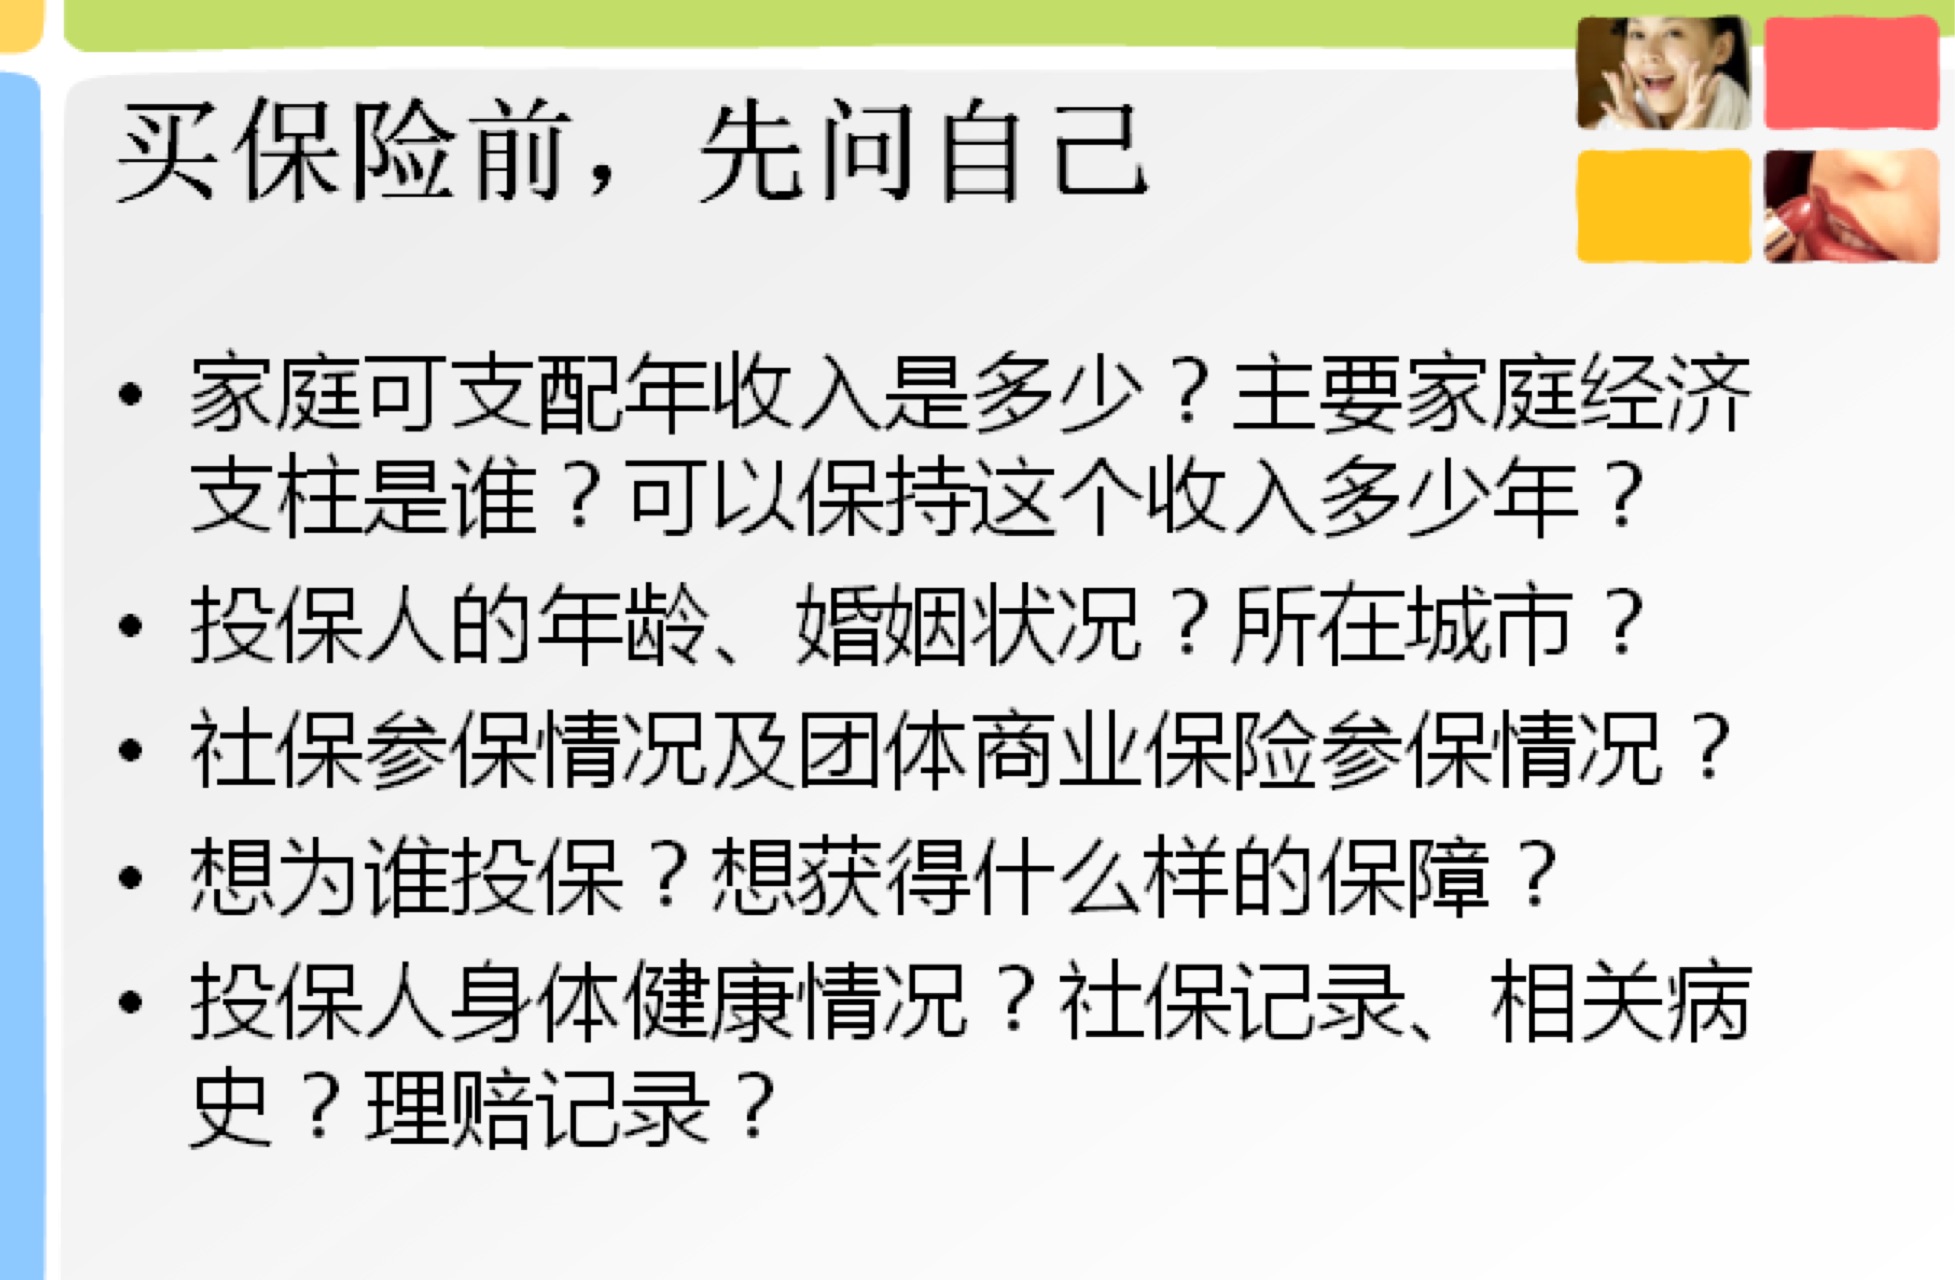 买保险前，先问自己
• 家庭可支配年收入是多少？主要家庭经济
支柱是谁？可以保持这个收入多少年？
• 投保人的年龄、婚姻状况？所在城市？
• 社保参保情况及团体商业保险参保情况？
• 想为谁投保？想获得什么样的保障？
• 投保人身体健康情况？社保记录、相关病
史？理赔记录？